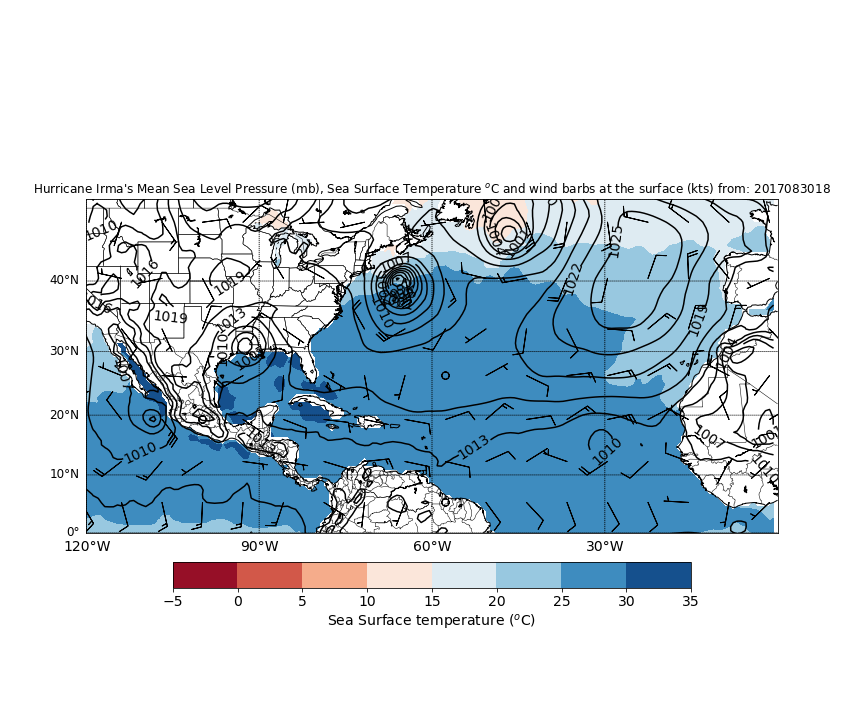 Hurricane Irma's Mean Sea Level Pressure (mb), Sea Surface Temperature °C and wind barbs at the surface (kts) from: 2017083018
1010
1025
1016
1019
1022
40°N
1010
1019
1013
1019
1010
30°N
20°N
1010
1013
1010
1007
10°N
0°
120°W 90°W 60°W 30°W
−5 0 5 10 15 20 25 30 35
Sea Surface temperature (°C)